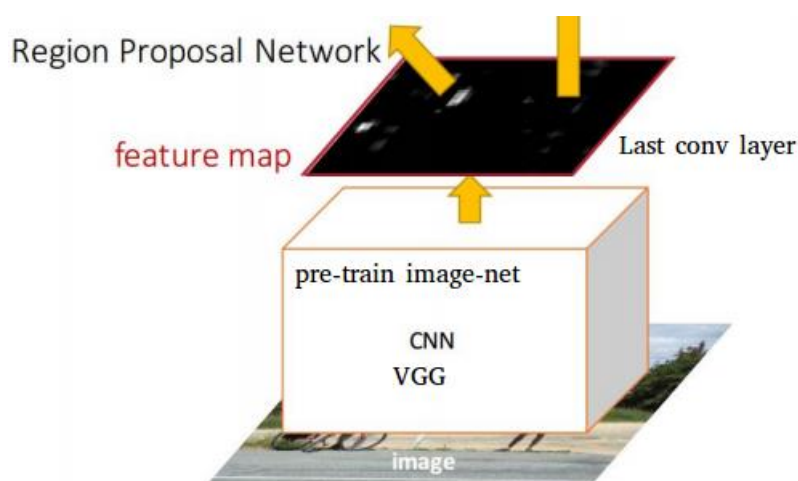 Region Proposal Network
feature map
Last conv layer
pre-train image-net
CNN
VGG
image